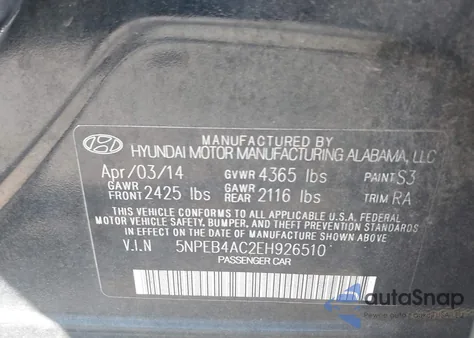 MANUFACTURED BY
HYUNDAI MOTOR MANUFACTURING ALABAMA, LLC
Apr/03/14 GVWR 4365 lbs PAINT S3
GAWR FRONT 2425 lbs GAWR REAR 2116 lbs TRIM RA
THIS VEHICLE CONFORMS TO ALL APPLICABLE U.S.A. FEDERAL
MOTOR VEHICLE SAFETY, BUMPER, AND THEFT PREVENTION STANDARDS
IN EFFECT ON THE DATE OF MANUFACTURE SHOWN ABOVE.
V.I.N 5NPEB4AC2EH926510
PASSENGER CAR
autoSnap